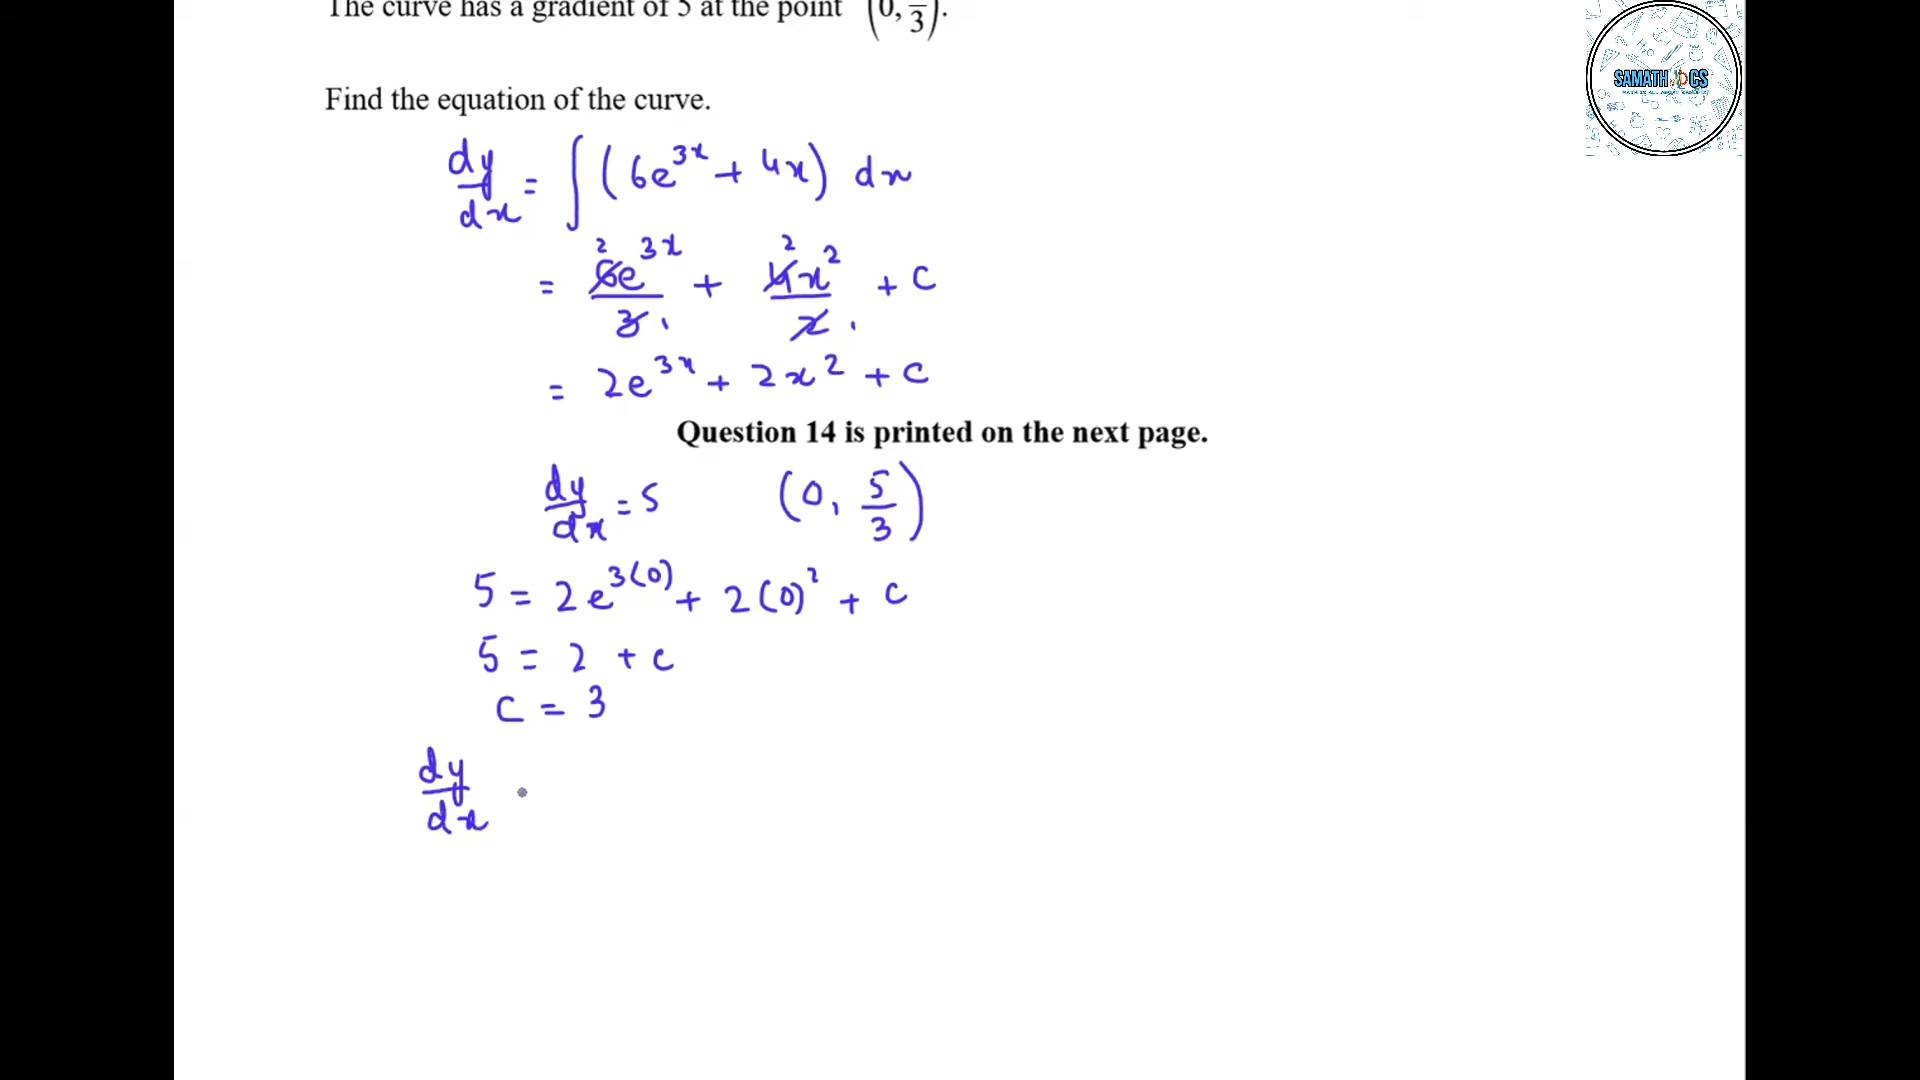 The curve has a gradient of 5 at the point (0, /3).
SAMATH CS
Find the equation of the curve.
dy/dx = ∫ (6e^3x + 4x) dx
= 6e^3x/3 + 4x^2/2 + c
= 2e^3x + 2x^2 + c
Question 14 is printed on the next page.
dy/dx = 5 (0, 5/3)
5 = 2e^3(0) + 2(0)^2 + c
5 = 2 + c
c = 3
dy/dx